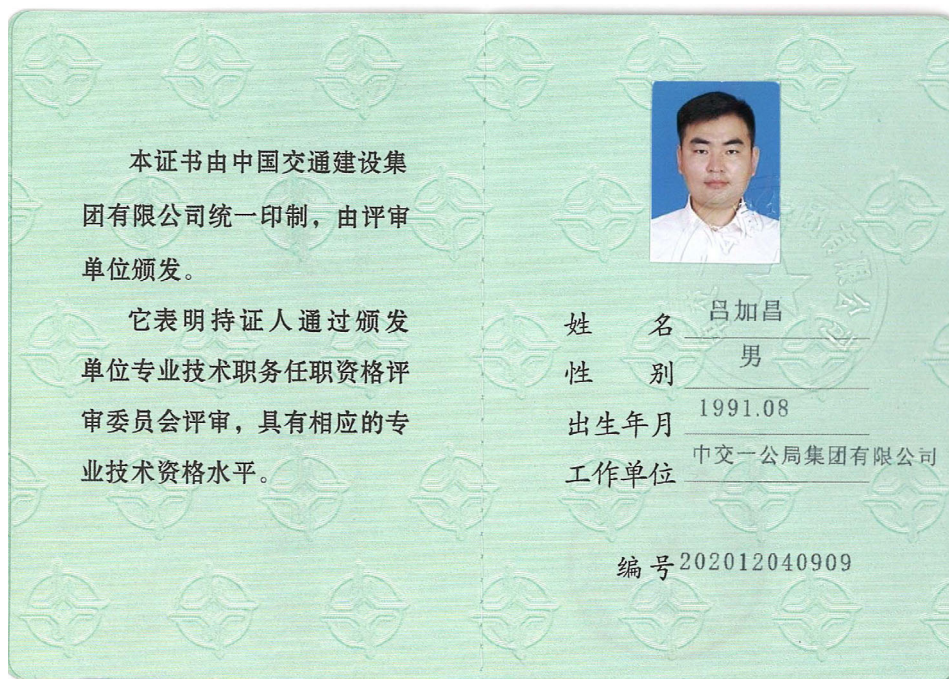 本证书由中国交通建设集
团有限公司统一印制，由评审
单位颁发。
它表明持证人通过颁发
单位专业技术职务任职资格评
审委员会评审，具有相应的专
业技术资格水平。
姓 名 吕加昌
性 别 男
出生年月 1991.08
工作单位 中交一公局集团有限公司
编号 202012040909